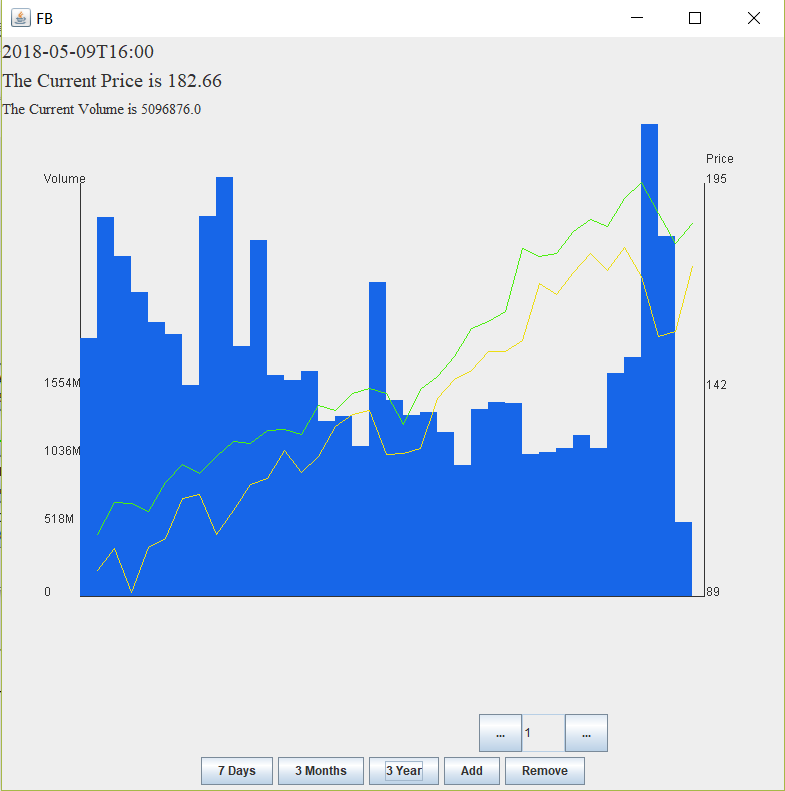 FB
2018-05-09T16:00
The Current Price is 182.66
The Current Volume is 5096876.0
Price
Volume
195
1554M
142
1036M
518M
0
89
... 1 ...
7 Days 3 Months 3 Year Add Remove